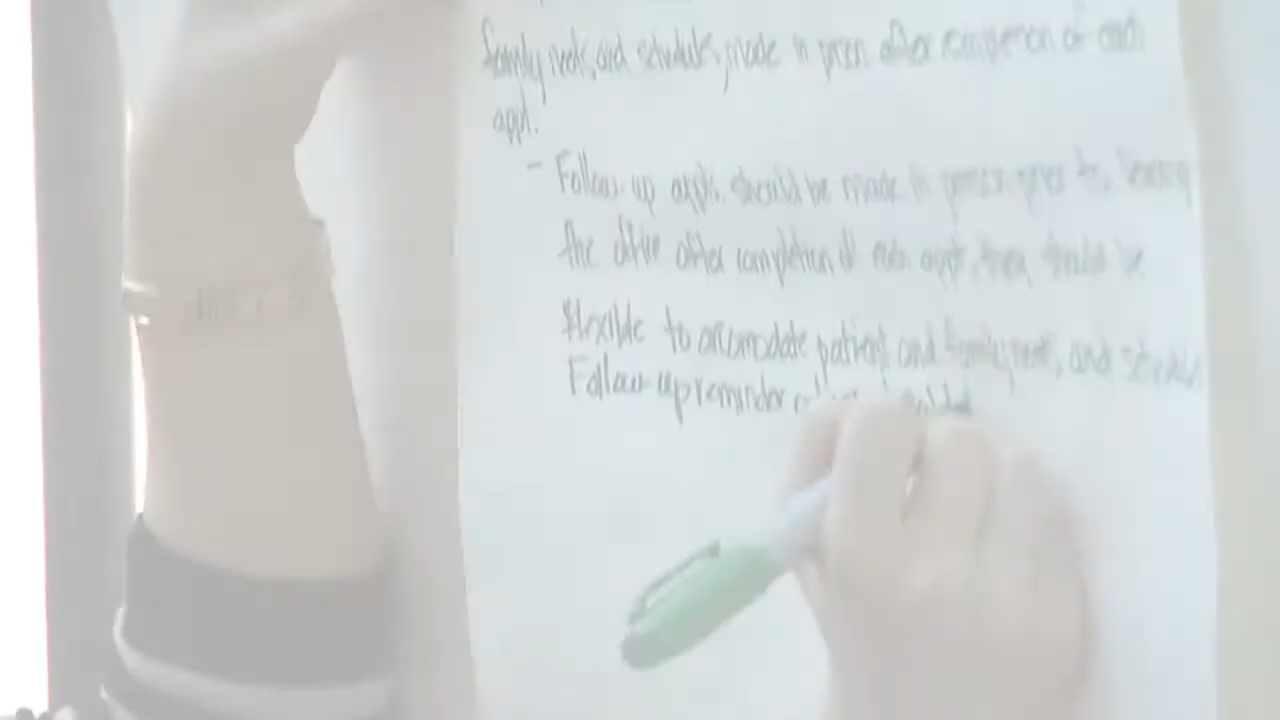 family needs, and schedules, made in person after completion of each
appt.
- Follow-up appts. should be made in person prior to leaving
the office after completion of each appt., they should be
flexible to accomodate patient and family needs, and schedules
Follow-up reminder